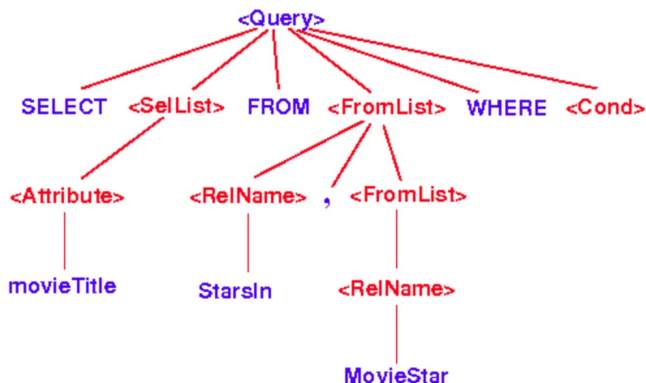 <Query>
SELECT <SelList> FROM <FromList> WHERE <Cond>
<Attribute> <RelName> , <FromList>
movieTitle StarsIn <RelName>
MovieStar